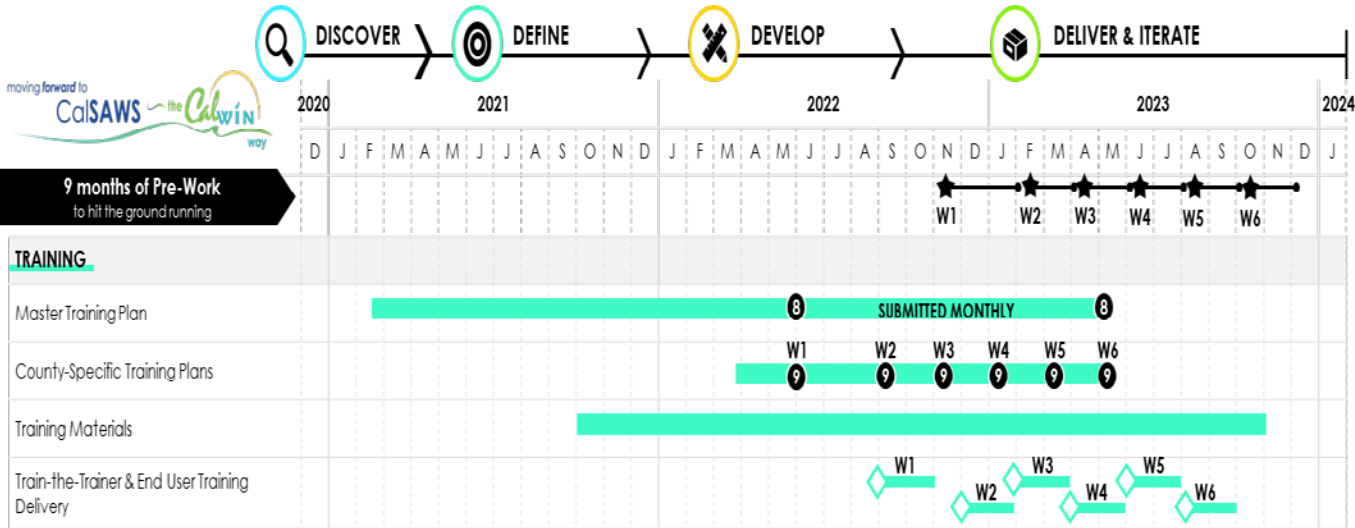 DISCOVER DEFINE DEVELOP DELIVER & ITERATE
moving forward to
CalSAWS the CalWIN
way
2020 2021 2022 2023 2024
D J F M A M J J A S O N D J F M A M J J A S O N D J F M A M J J A S O N D J
9 months of Pre-Work
to hit the ground running
W1 W2 W3 W4 W5 W6
TRAINING
Master Training Plan
8 SUBMITTED MONTHLY 8
W1 W2 W3 W4 W5 W6
County-Specific Training Plans
9 9 9 9 9 9
Training Materials
Train-the-Trainer & End User Training
Delivery
W1 W3 W5
W2 W4 W6